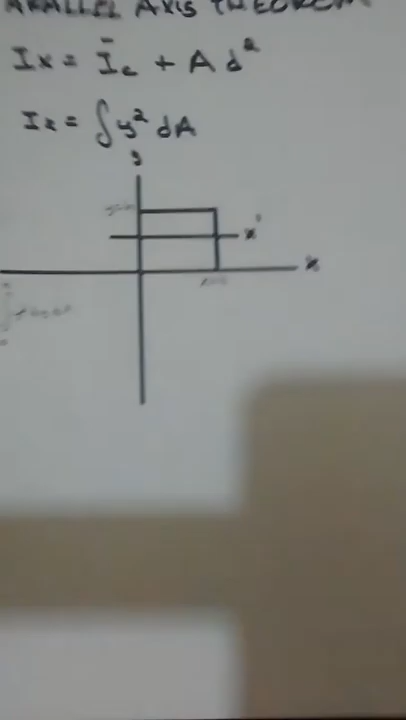 PARALLEL AXIS THEOREM
Ix = Īc + Ad²
Ix = ∫y² dA
y
x'
x